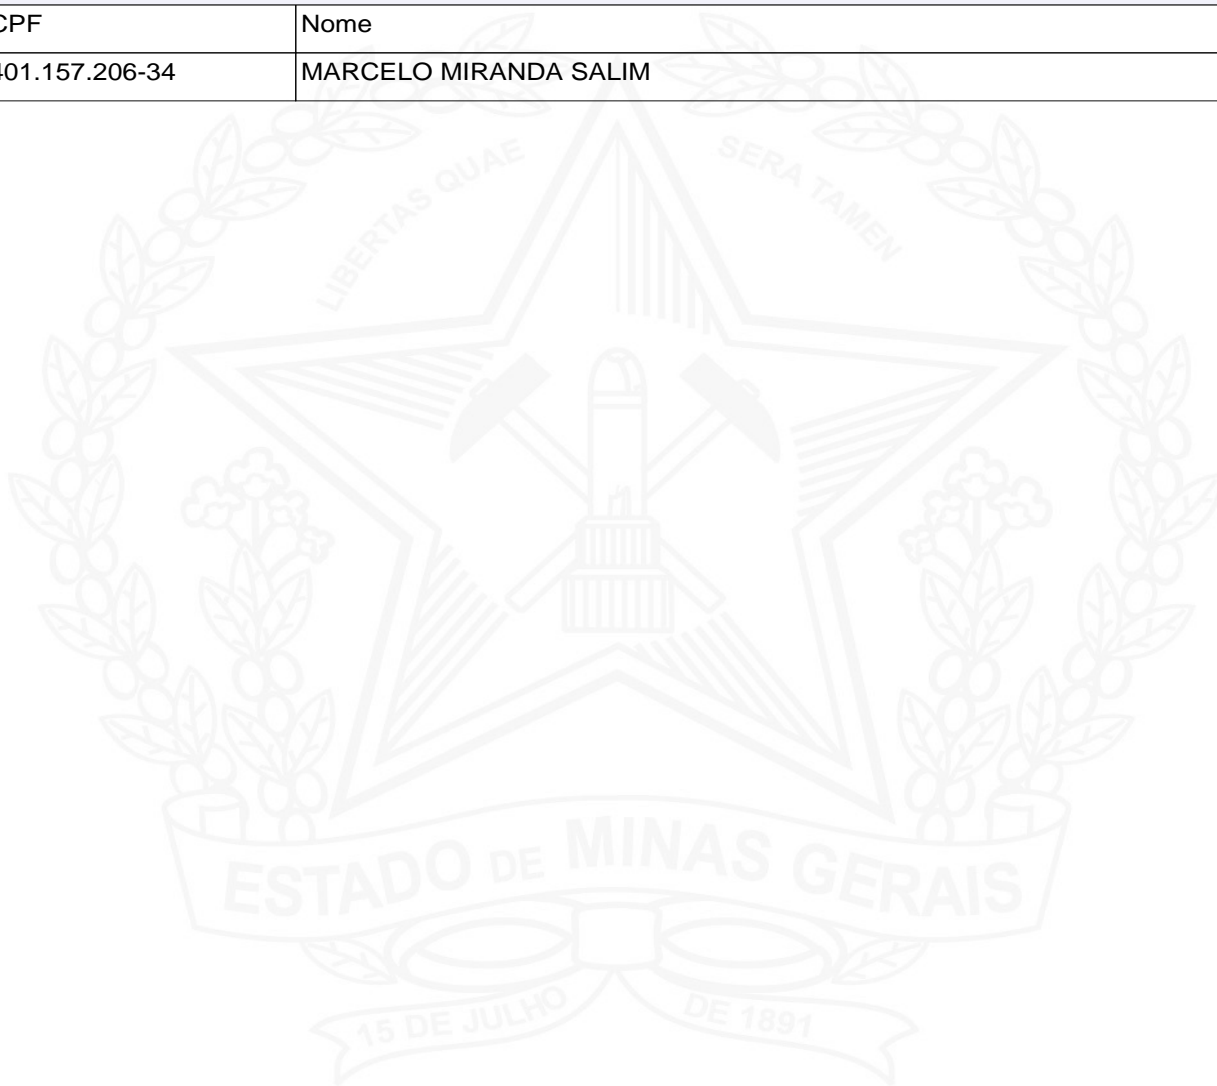 CPF Nome
401.157.206-34 MARCELO MIRANDA SALIM
LIBERTAS QUAE SERA TAMEN
ESTADO DE MINAS GERAIS
15 DE JULHO DE 1891